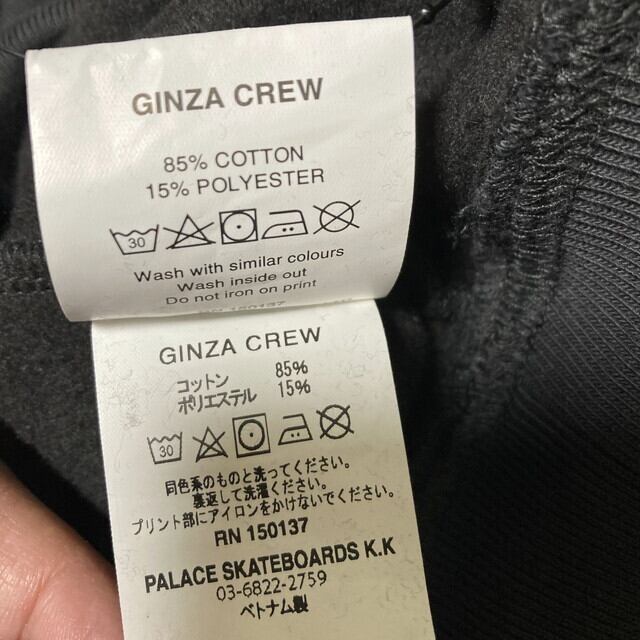 GINZA CREW
85% COTTON
15% POLYESTER
30
Wash with similar colours
Wash inside out
Do not iron on print
RN 150137
GINZA CREW
コットン 85%
ポリエステル 15%
30
同色系のものと洗ってください。
裏返して洗濯ください。
プリント部にアイロンをかけないでください。
RN 150137
PALACE SKATEBOARDS K.K
03-6822-2759
ベトナム製